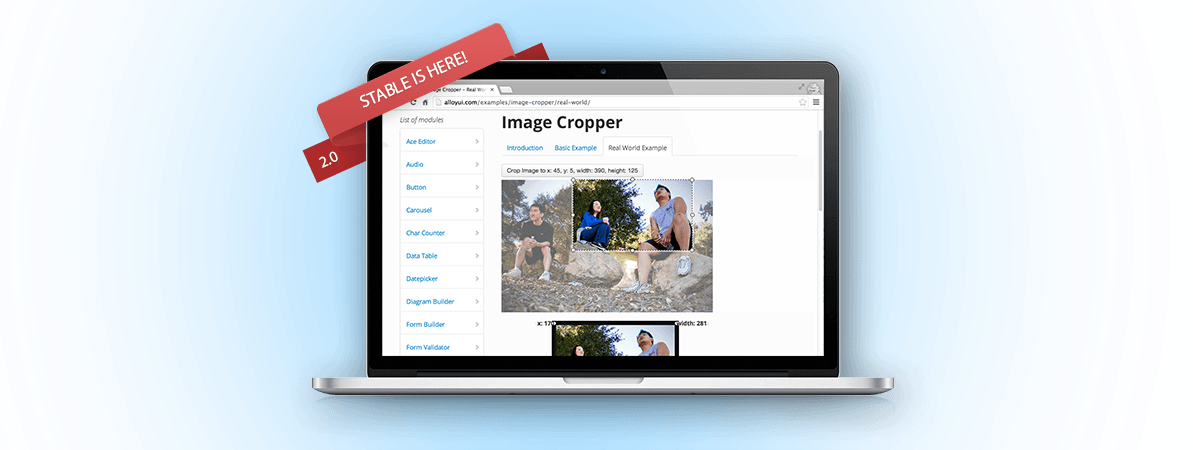 STABLE IS HERE!
2.0
Cropper - Real Wor
alloyui.com/examples/image-cropper/real-world/
List of modules
Ace Editor
Audio
Button
Carousel
Char Counter
Data Table
Datepicker
Diagram Builder
Form Builder
Form Validator
Image Cropper
Introduction Basic Example Real World Example
Crop Image to x: 45, y: 5, width: 390, height: 125
x: 17 width: 281